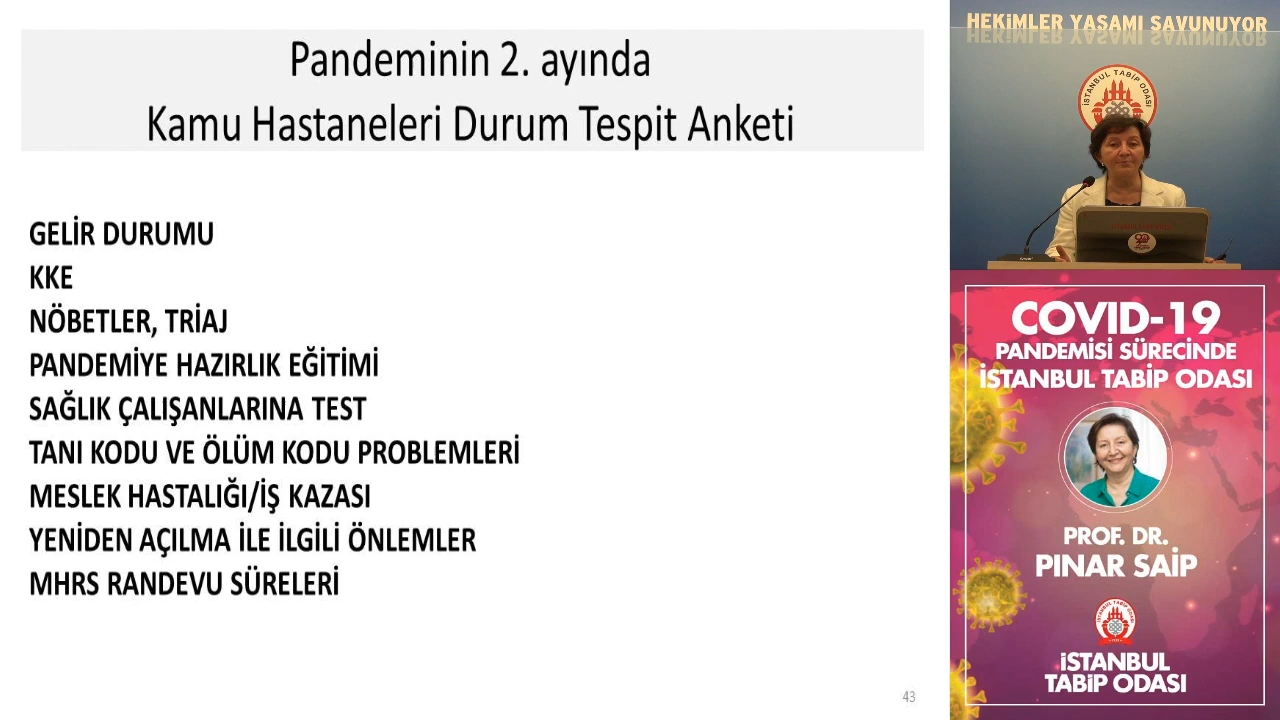 Pandeminin 2. ayında
Kamu Hastaneleri Durum Tespit Anketi
GELİR DURUMU
KKE
NÖBETLER, TRİAJ
PANDEMİYE HAZIRLIK EĞİTİMİ
SAĞLIK ÇALIŞANLARINA TEST
TANI KODU VE ÖLÜM KODU PROBLEMLERİ
MESLEK HASTALIĞI/İŞ KAZASI
YENİDEN AÇILMA İLE İLGİLİ ÖNLEMLER
MHRS RANDEVU SÜRELERİ
43
HEKİMLER YAŞAMI SAVUNUYOR
İSTANBUL TABİP ODASI
COVID-19
PANDEMİSİ SÜRECİNDE
İSTANBUL TABİP ODASI
PROF. DR.
PINAR SAİP
İSTANBUL
TABİP ODASI